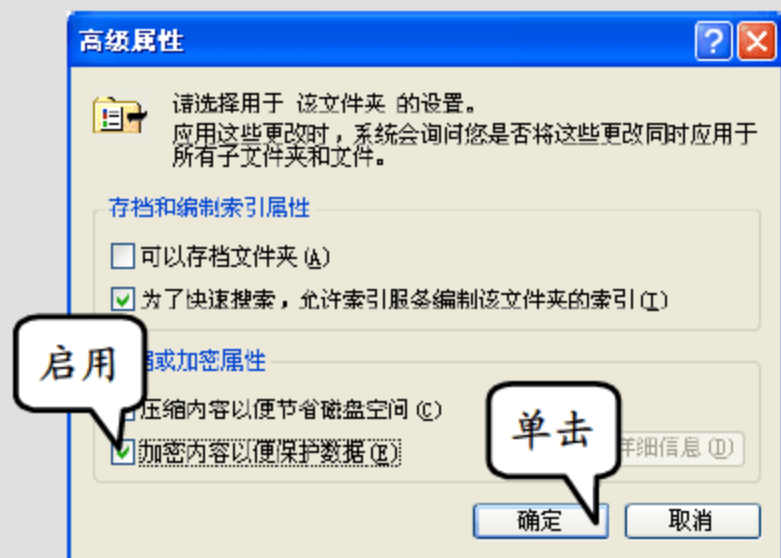 高级属性
请选择用于 该文件夹 的设置。
应用这些更改时，系统会询问您是否将这些更改同时应用于
所有子文件夹和文件。
存档和编制索引属性
可以存档文件夹(A)
为了快速搜索，允许索引服务编制该文件夹的索引(I)
启用
缩或加密属性
压缩内容以便节省磁盘空间(C)
单击
加密内容以便保护数据(E)
详细信息(D)
确定
取消